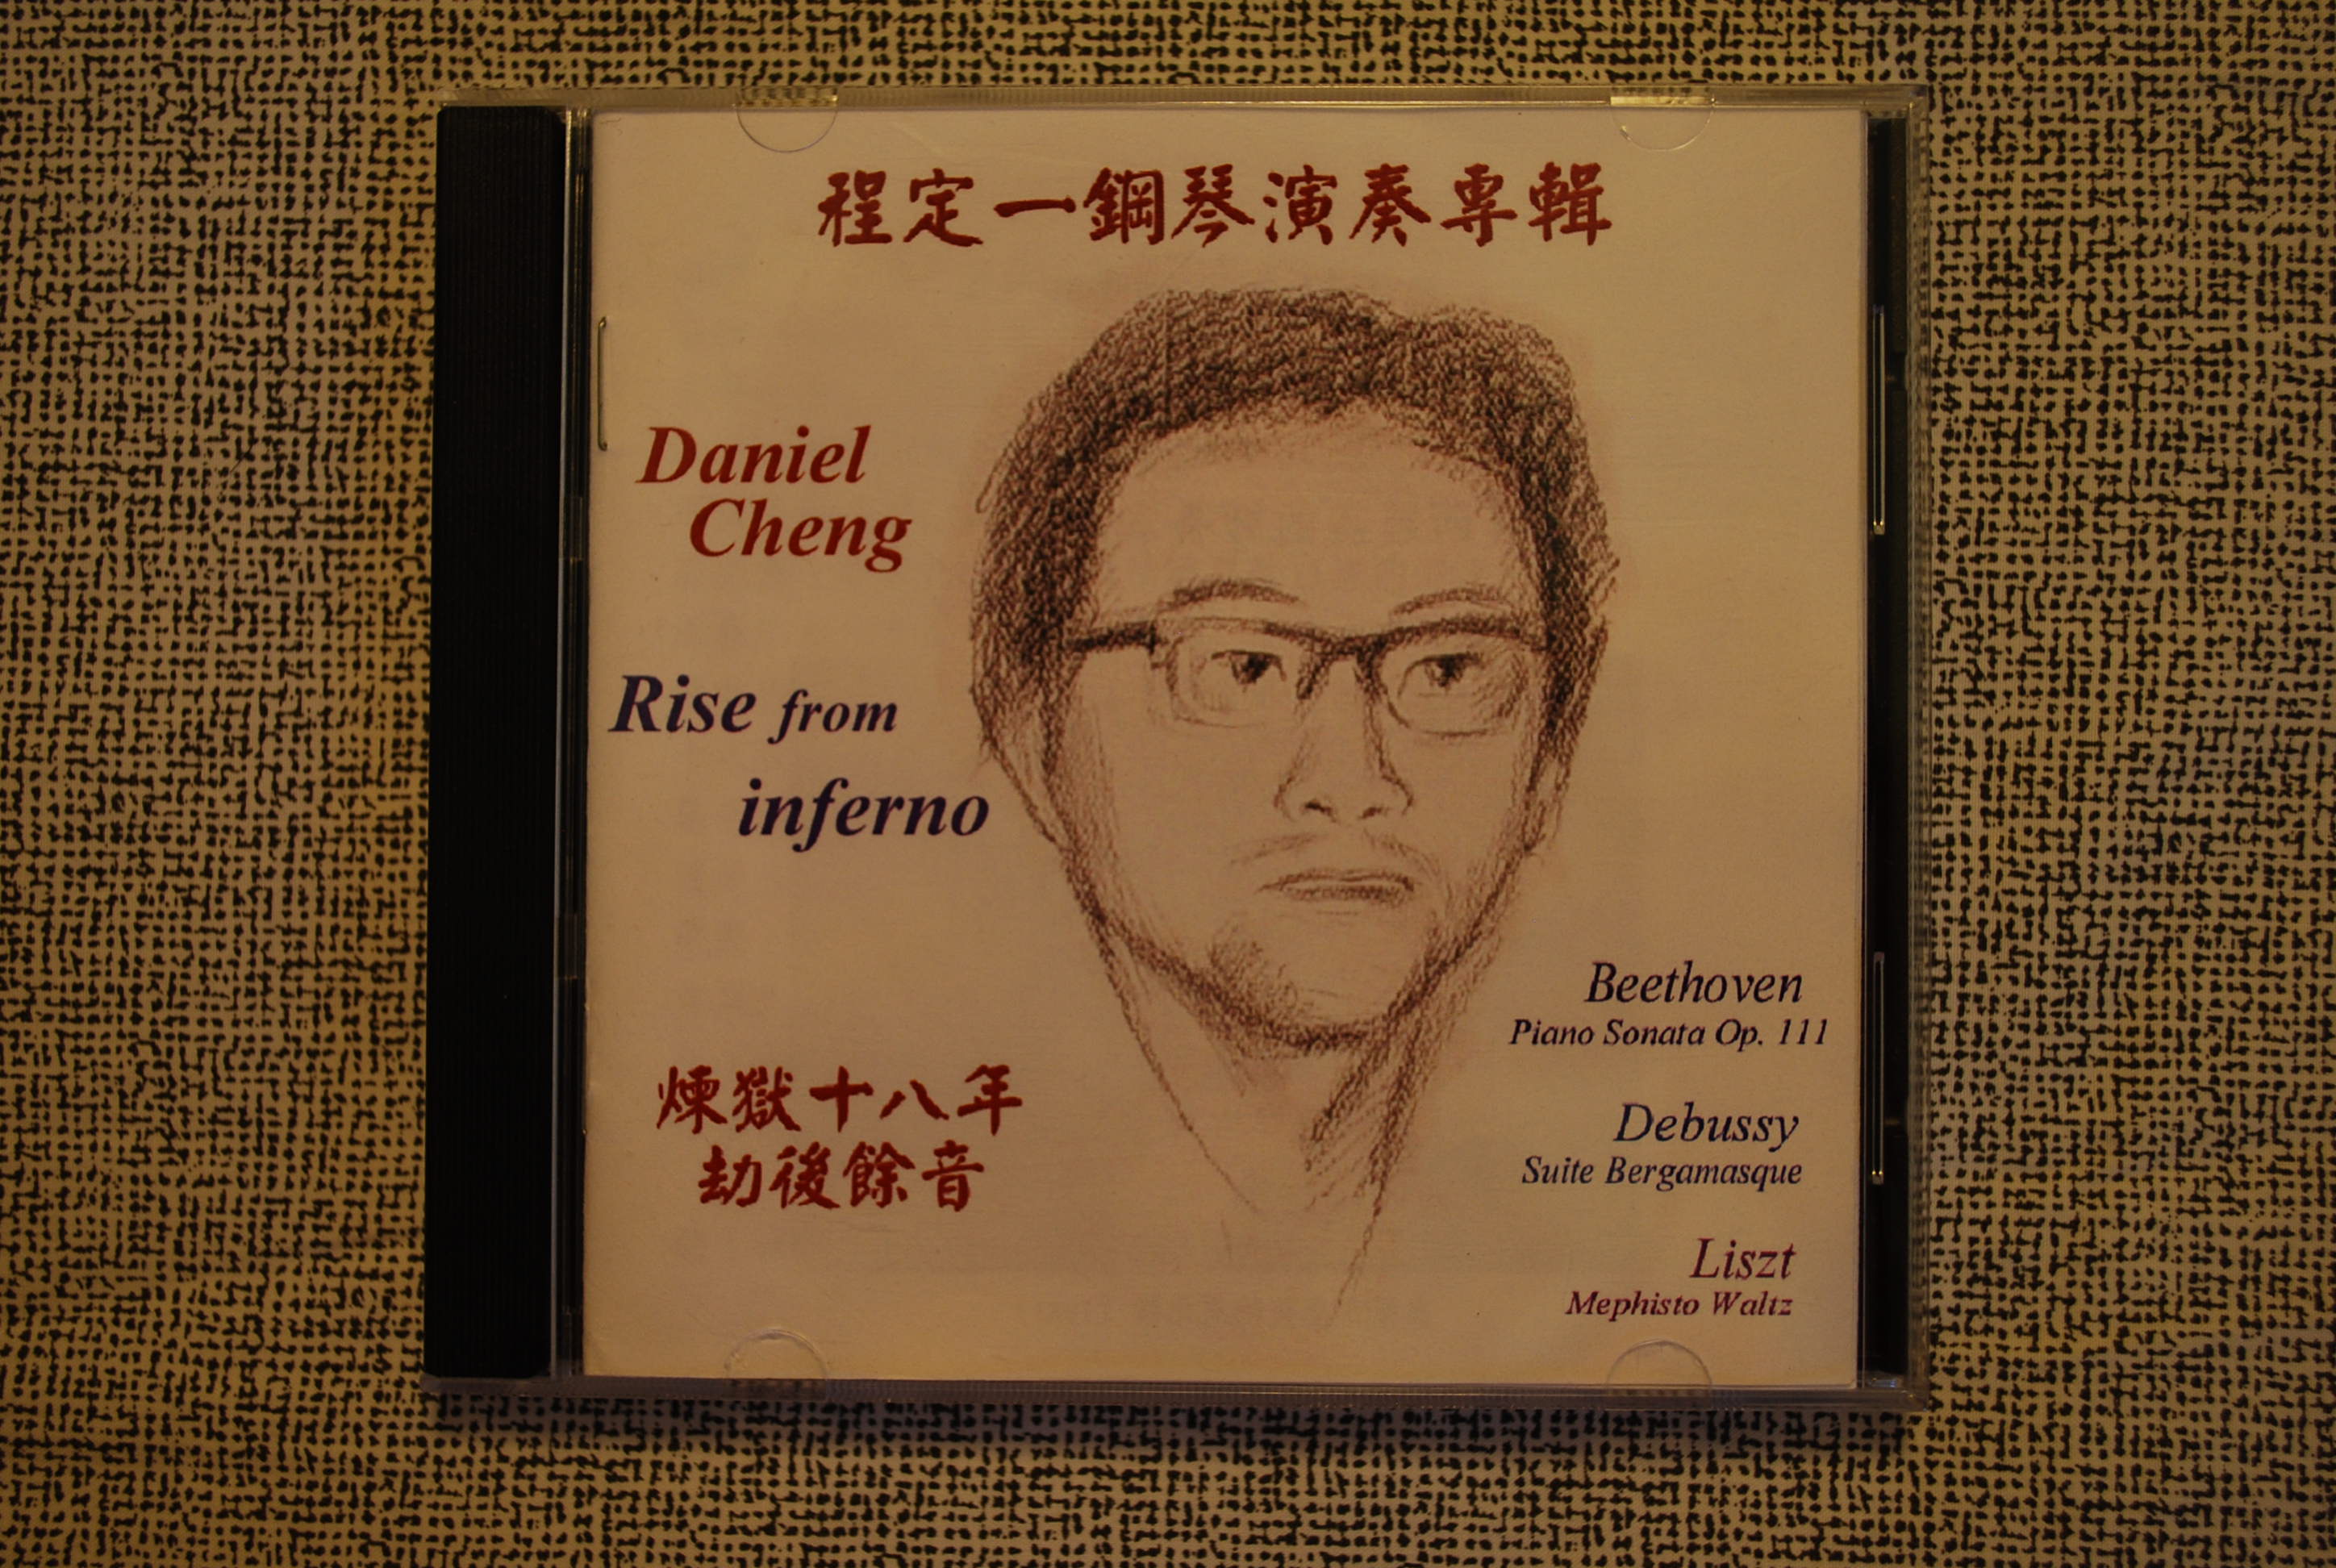 程定一鋼琴演奏專輯
Daniel
Cheng
Rise from
inferno
煉獄十八年
劫後餘音
Beethoven
Piano Sonata Op. 111
Debussy
Suite Bergamasque
Liszt
Mephisto Waltz